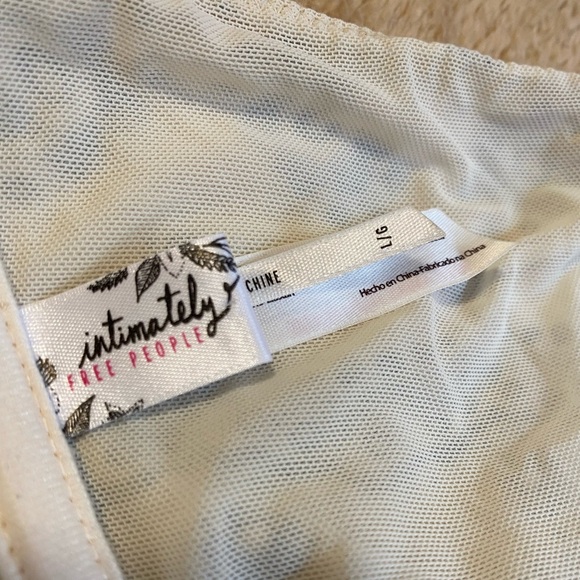 intimately
FREE PEOPLE
CHINE
L/G
Hecho en China-Fabricado na China